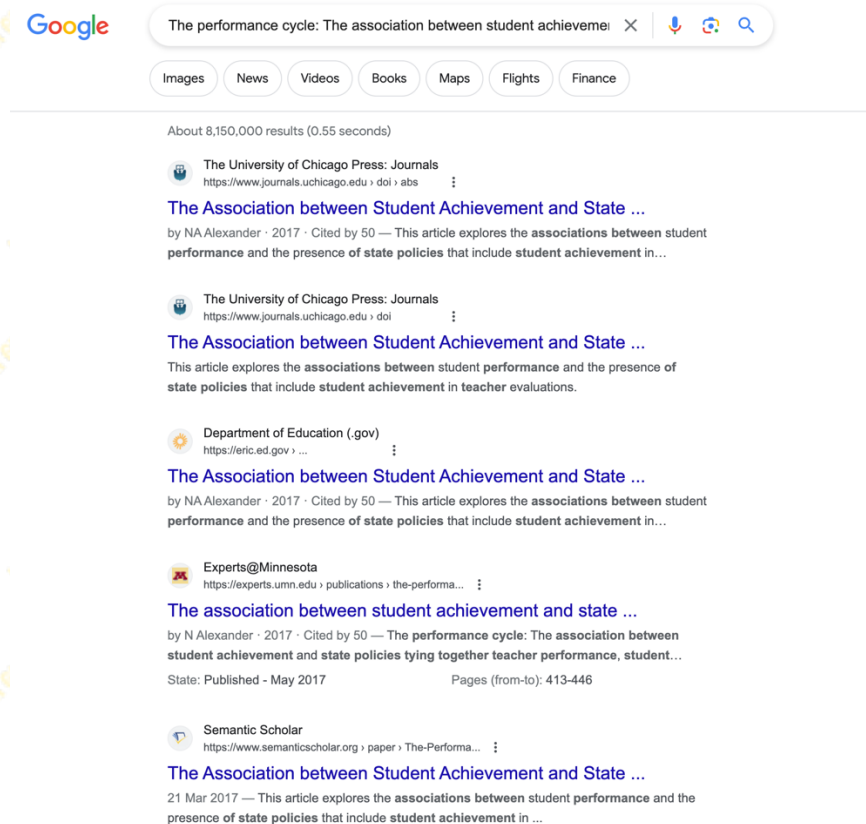 Google
The performance cycle: The association between student achieveme
Images
News
Videos
Books
Maps
Flights
Finance
About 8,150,000 results (0.55 seconds)
The University of Chicago Press: Journals
https://www.journals.uchicago.edu › doi › abs
The Association between Student Achievement and State ...
by NA Alexander · 2017 · Cited by 50 — This article explores the associations between student
performance and the presence of state policies that include student achievement in…
The University of Chicago Press: Journals
https://www.journals.uchicago.edu › doi
The Association between Student Achievement and State ...
This article explores the associations between student performance and the presence of
state policies that include student achievement in teacher evaluations.
Department of Education (.gov)
https://eric.ed.gov › ...
The Association between Student Achievement and State ...
by NA Alexander · 2017 · Cited by 50 — This article explores the associations between student
performance and the presence of state policies that include student achievement in…
Experts@Minnesota
https://experts.umn.edu › publications › the-performa...
The association between student achievement and state ...
by N Alexander · 2017 · Cited by 50 — The performance cycle: The association between
student achievement and state policies tying together teacher performance, student…
State: Published - May 2017 Pages (from-to): 413-446
Semantic Scholar
https://www.semanticscholar.org › paper › The-Performa...
The Association between Student Achievement and State ...
21 Mar 2017 — This article explores the associations between student performance and the
presence of state policies that include student achievement in ...